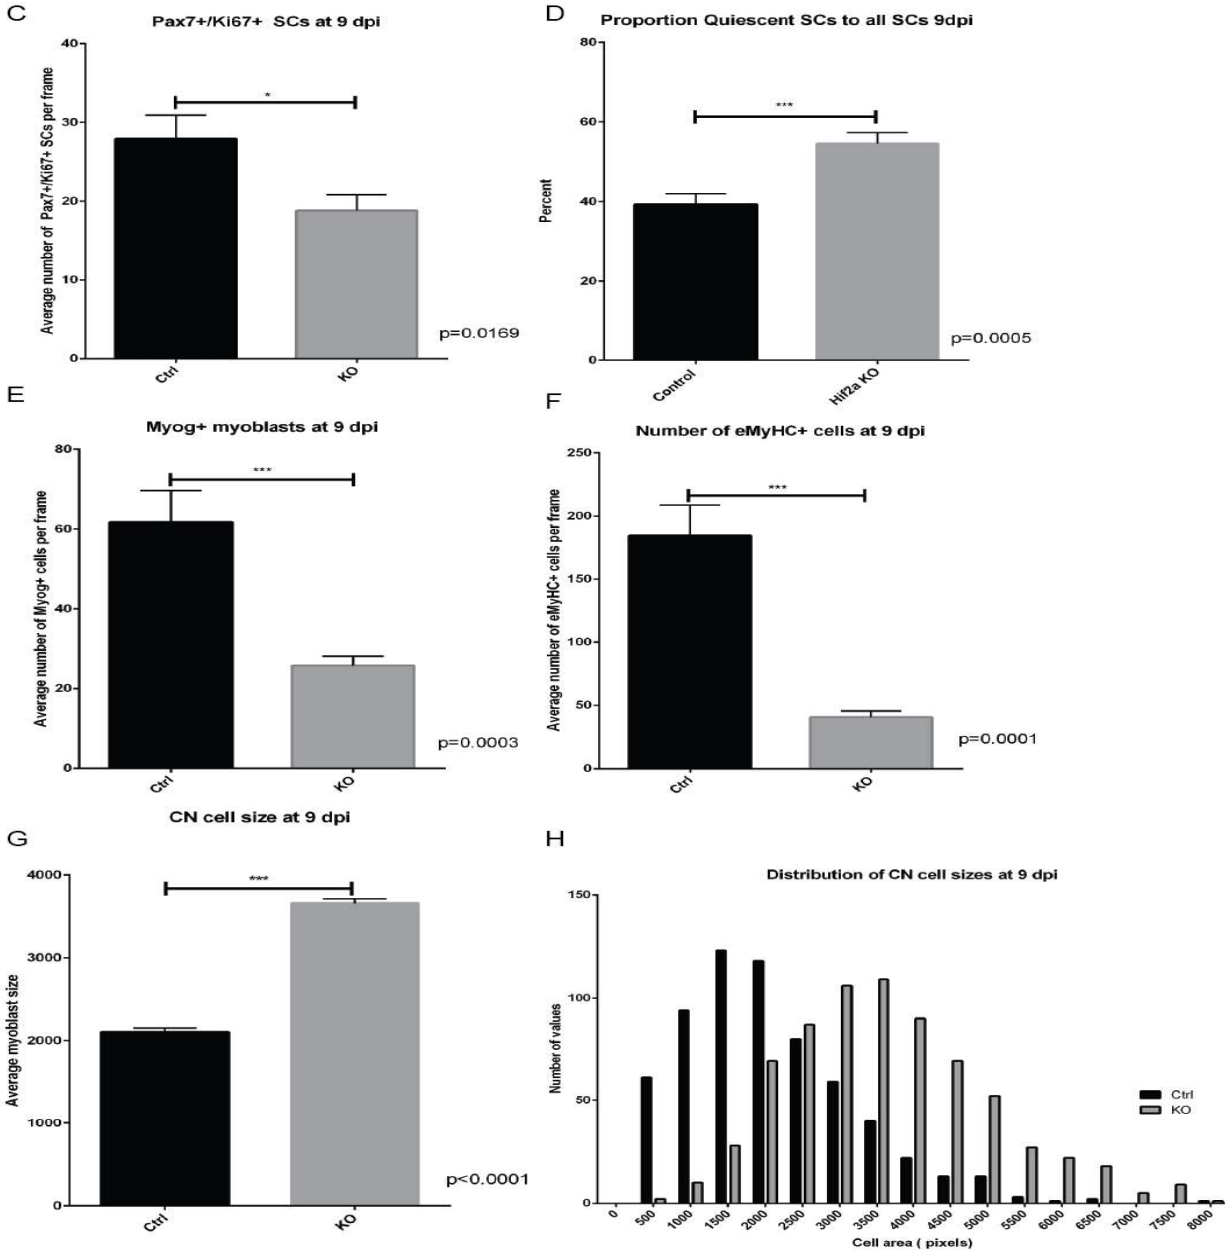 C
Pax7+/Ki67+ SCs at 9 dpi
Average number of Pax7+/Ki67+ SCs per frame
40
30
20
10
0
*
Ctrl
KO
p=0.0169
D
Proportion Quiescent SCs to all SCs 9dpi
Percent
80
60
40
20
0
***
Control
Hif2a KO
p=0.0005
E
Myog+ myoblasts at 9 dpi
Average number of Myog+ cells per frame
80
60
40
20
0
***
Ctrl
KO
p=0.0003
F
Number of eMyHC+ cells at 9 dpi
Average number of eMyHC+ cells per frame
250
200
150
100
50
0
***
Ctrl
KO
p=0.0001
G
CN cell size at 9 dpi
Average myoblast size
4000
3000
2000
1000
0
***
Ctrl
KO
p<0.0001
H
Distribution of CN cell sizes at 9 dpi
Number of values
150
100
50
0
Ctrl
KO
0 500 1000 1500 2000 2500 3000 3500 4000 4500 5000 5500 6000 6500 7000 7500 8000
Cell area ( pixels)